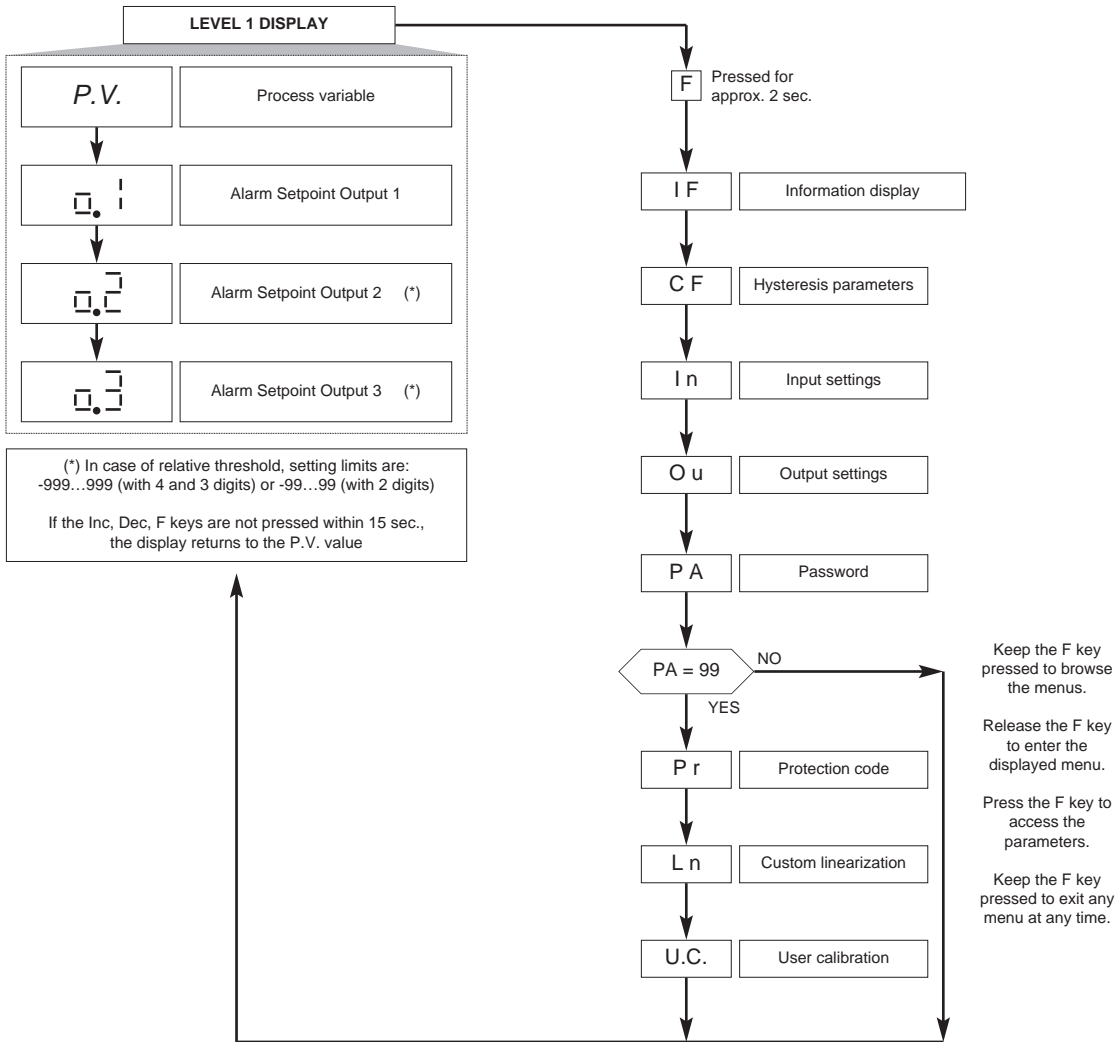 LEVEL 1 DISPLAY
P.V.
Process variable
o.1
Alarm Setpoint Output 1
o.2
Alarm Setpoint Output 2 (*)
o.3
Alarm Setpoint Output 3 (*)
(*) In case of relative threshold, setting limits are:
-999…999 (with 4 and 3 digits) or -99…99 (with 2 digits)
If the Inc, Dec, F keys are not pressed within 15 sec.,
the display returns to the P.V. value
F
Pressed for
approx. 2 sec.
I F
Information display
C F
Hysteresis parameters
I n
Input settings
O u
Output settings
P A
Password
PA = 99
NO
YES
P r
Protection code
L n
Custom linearization
U.C.
User calibration
Keep the F key
pressed to browse
the menus.
Release the F key
to enter the
displayed menu.
Press the F key to
access the
parameters.
Keep the F key
pressed to exit any
menu at any time.